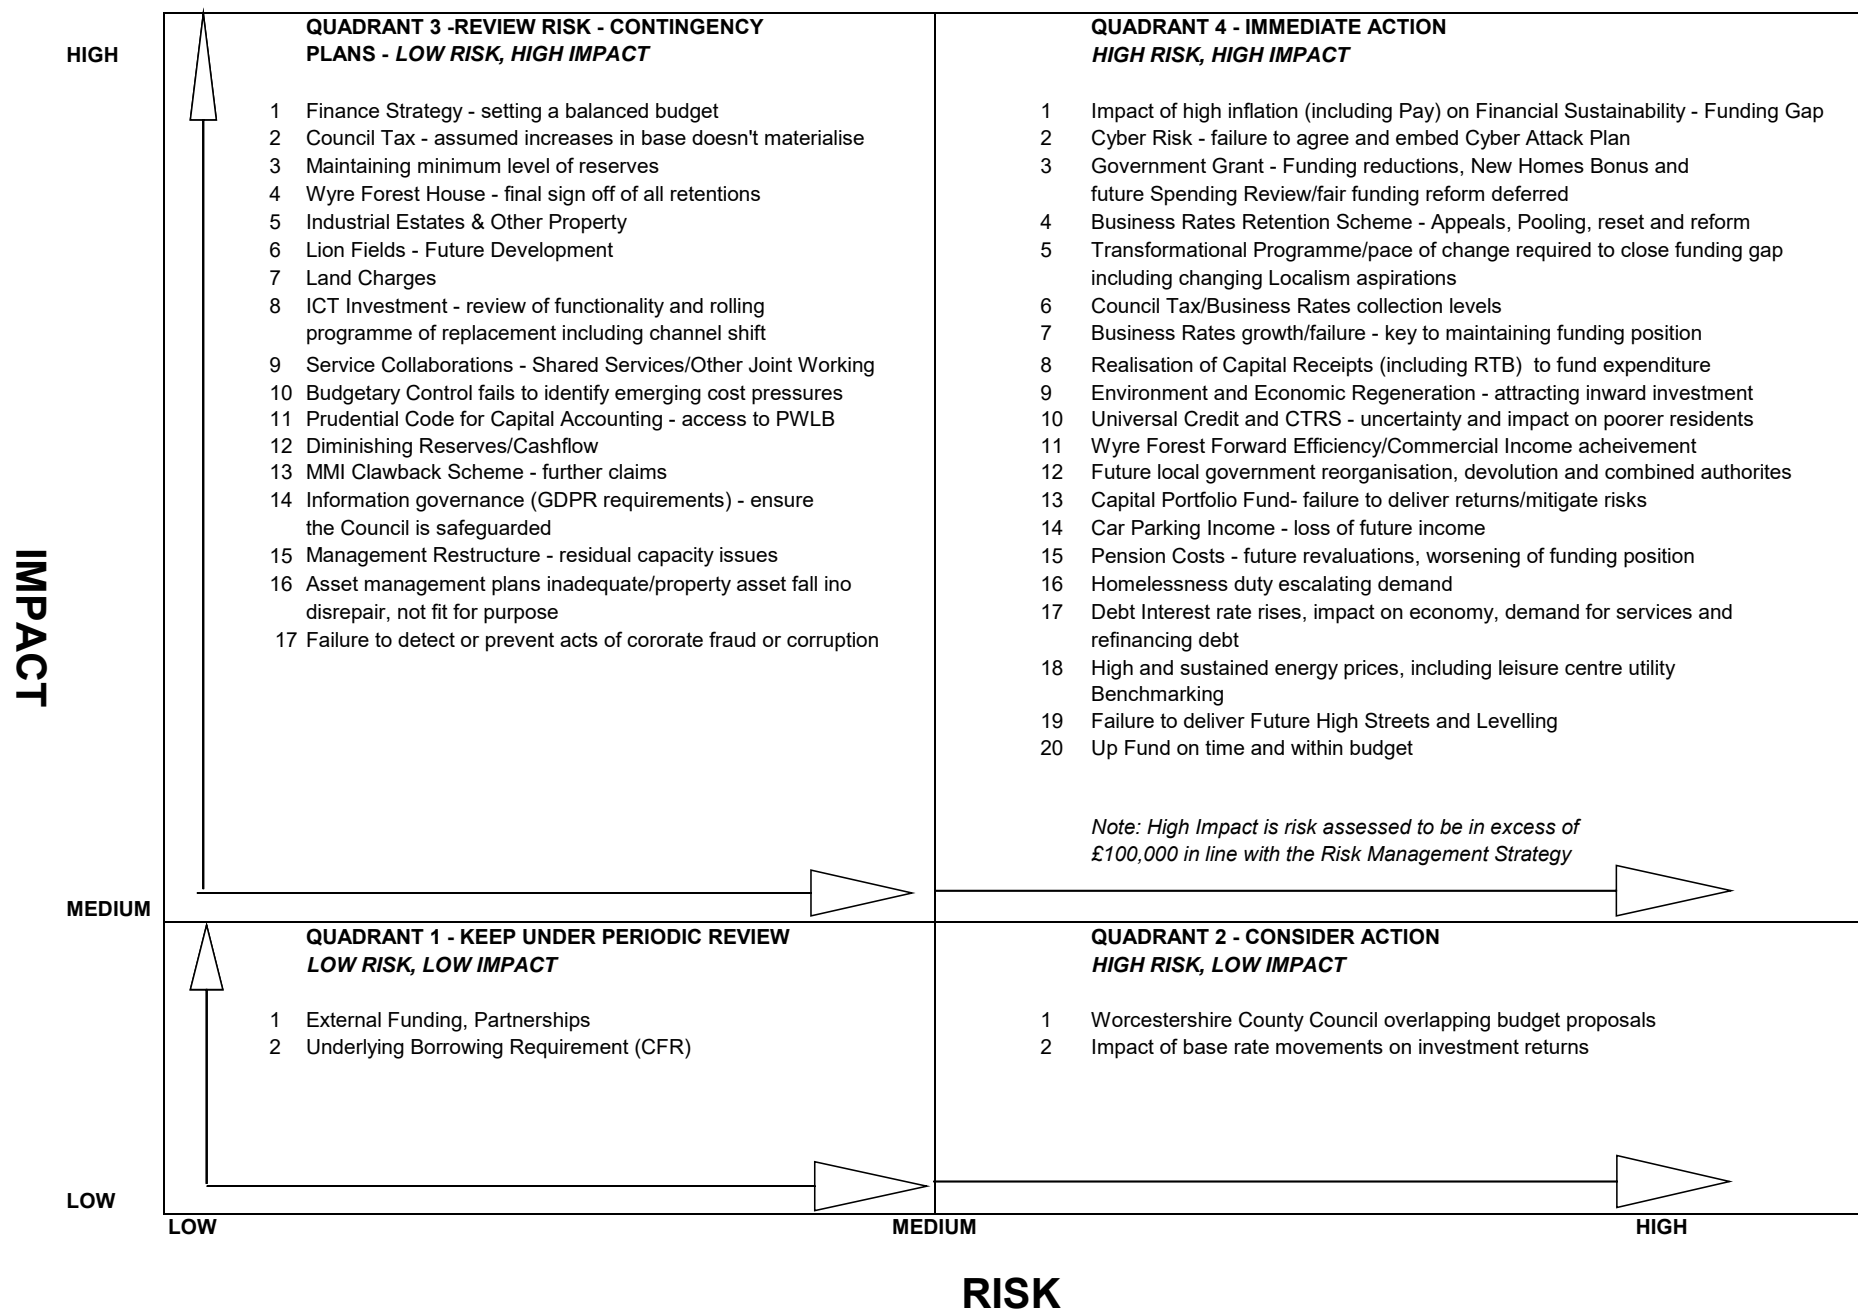 HIGH
QUADRANT 3 -REVIEW RISK - CONTINGENCY
PLANS - LOW RISK, HIGH IMPACT
1 Finance Strategy - setting a balanced budget
2 Council Tax - assumed increases in base doesn't materialise
3 Maintaining minimum level of reserves
4 Wyre Forest House - final sign off of all retentions
5 Industrial Estates & Other Property
6 Lion Fields - Future Development
7 Land Charges
8 ICT Investment - review of functionality and rolling
programme of replacement including channel shift
9 Service Collaborations - Shared Services/Other Joint Working
10 Budgetary Control fails to identify emerging cost pressures
11 Prudential Code for Capital Accounting - access to PWLB
12 Diminishing Reserves/Cashflow
13 MMI Clawback Scheme - further claims
14 Information governance (GDPR requirements) - ensure
the Council is safeguarded
15 Management Restructure - residual capacity issues
16 Asset management plans inadequate/property asset fall ino
disrepair, not fit for purpose
17 Failure to detect or prevent acts of cororate fraud or corruption
QUADRANT 4 - IMMEDIATE ACTION
HIGH RISK, HIGH IMPACT
1 Impact of high inflation (including Pay) on Financial Sustainability - Funding Gap
2 Cyber Risk - failure to agree and embed Cyber Attack Plan
3 Government Grant - Funding reductions, New Homes Bonus and
future Spending Review/fair funding reform deferred
4 Business Rates Retention Scheme - Appeals, Pooling, reset and reform
5 Transformational Programme/pace of change required to close funding gap
including changing Localism aspirations
6 Council Tax/Business Rates collection levels
7 Business Rates growth/failure - key to maintaining funding position
8 Realisation of Capital Receipts (including RTB) to fund expenditure
9 Environment and Economic Regeneration - attracting inward investment
10 Universal Credit and CTRS - uncertainty and impact on poorer residents
11 Wyre Forest Forward Efficiency/Commercial Income acheivement
12 Future local government reorganisation, devolution and combined authorites
13 Capital Portfolio Fund- failure to deliver returns/mitigate risks
14 Car Parking Income - loss of future income
15 Pension Costs - future revaluations, worsening of funding position
16 Homelessness duty escalating demand
17 Debt Interest rate rises, impact on economy, demand for services and
refinancing debt
18 High and sustained energy prices, including leisure centre utility
Benchmarking
19 Failure to deliver Future High Streets and Levelling
20 Up Fund on time and within budget
Note: High Impact is risk assessed to be in excess of
£100,000 in line with the Risk Management Strategy
IMPACT
MEDIUM
QUADRANT 1 - KEEP UNDER PERIODIC REVIEW
LOW RISK, LOW IMPACT
1 External Funding, Partnerships
2 Underlying Borrowing Requirement (CFR)
QUADRANT 2 - CONSIDER ACTION
HIGH RISK, LOW IMPACT
1 Worcestershire County Council overlapping budget proposals
2 Impact of base rate movements on investment returns
LOW
LOW MEDIUM HIGH
RISK